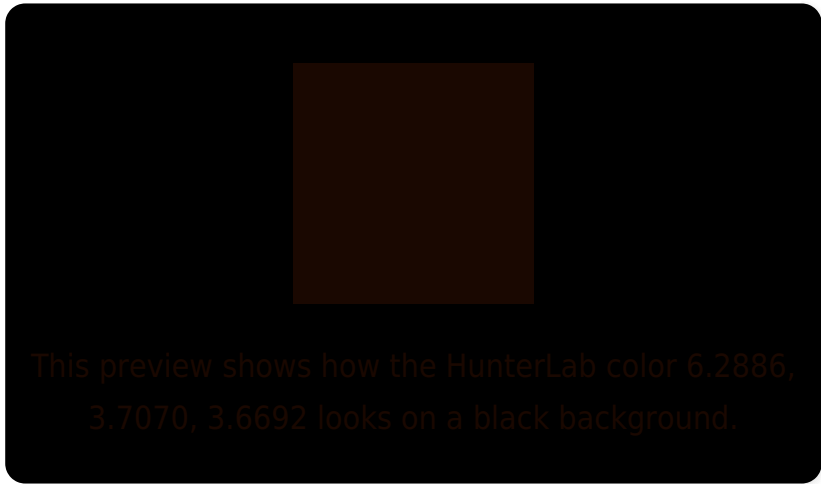 This preview shows how the HunterLab color 6.2886,
3.7070, 3.6692 looks on a black background.